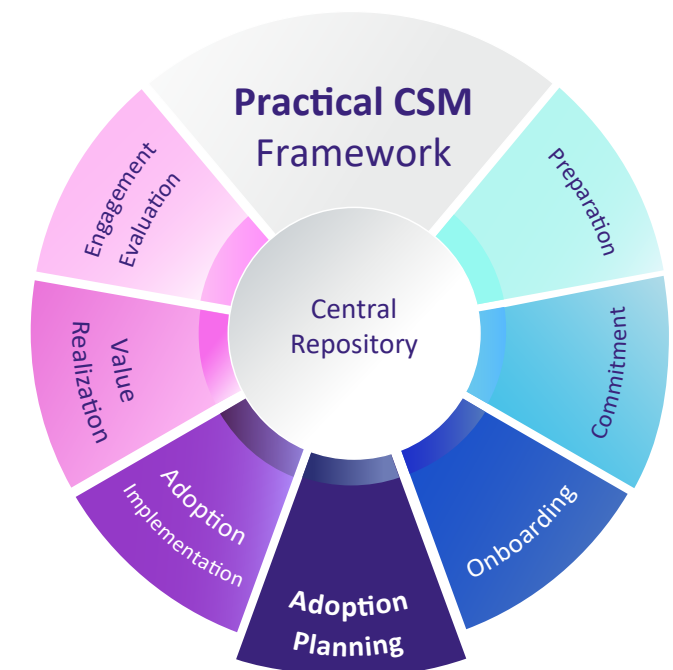 Practical CSM
Framework
Preparation
Commitment
Onboarding
Adoption
Planning
Adoption
Implementation
Value
Realization
Engagement
Evaluation
Central
Repository